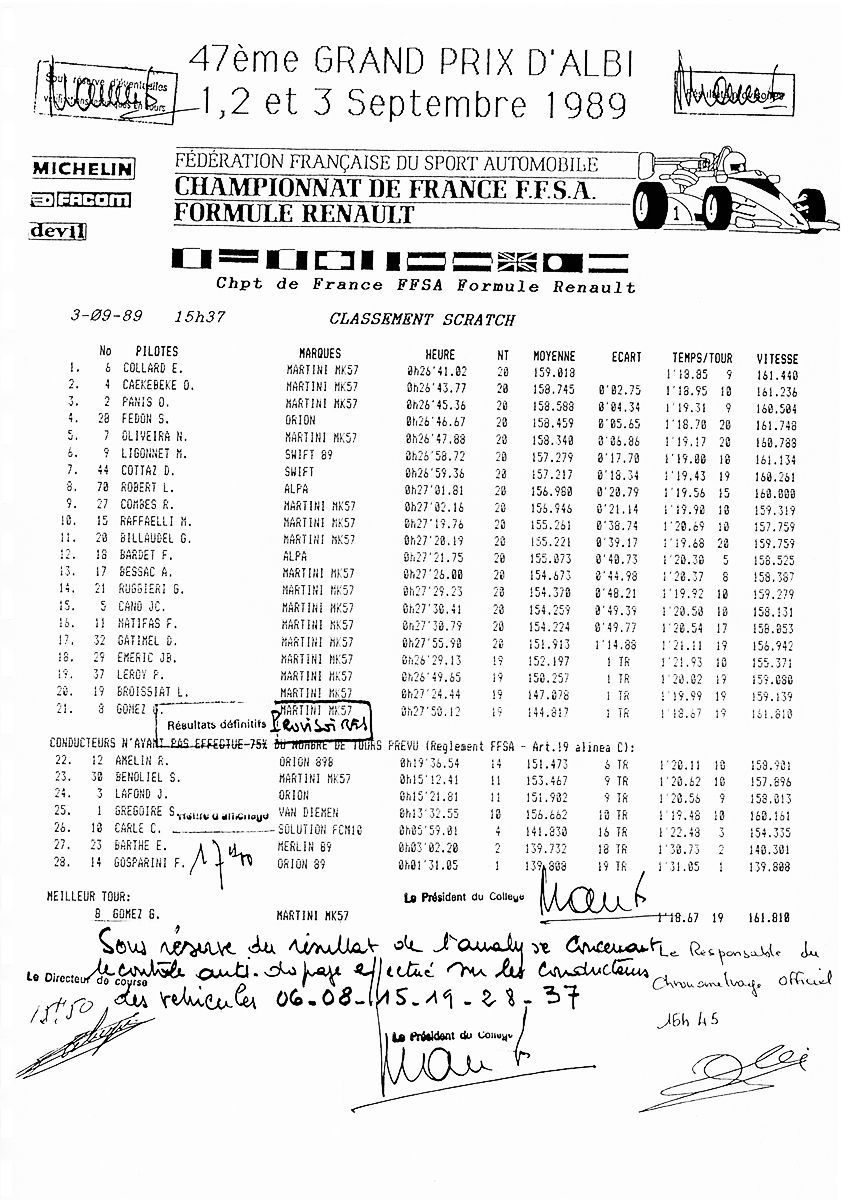 47ème GRAND PRIX D'ALBI
1,2 et 3 Septembre 1989
Sous réserve d'éventuelles
MICHELIN
FACOM
devil
FÉDÉRATION FRANÇAISE DU SPORT AUTOMOBILE
CHAMPIONNAT DE FRANCE F.F.S.A.
FORMULE RENAULT
1
Chpt de France FFSA Formule Renault
3-09-89 15h37 CLASSEMENT SCRATCH
No PILOTES MARQUES HEURE NT MOYENNE ECART TEMPS/TOUR VITESSE
1. 6 COLLARD E. MARTINI MK57 0h26'41.02 20 159.018 1'18.85 9 161.440
2. 4 CAEKEBEKE O. MARTINI MK57 0h26'43.77 20 158.745 0'02.75 1'18.95 10 161.236
3. 2 PANIS O. MARTINI MK57 0h26'45.36 20 158.588 0'04.34 1'19.31 9 160.504
4. 28 FEDON S. ORION 0h26'46.67 20 158.459 0'05.65 1'18.70 20 161.748
5. 7 OLIVEIRA N. MARTINI MK57 0h26'47.88 20 158.340 0'06.86 1'19.17 20 160.788
6. 9 LIGONNET M. SWIFT 89 0h26'58.72 20 157.279 0'17.70 1'19.00 10 161.134
7. 44 COTTAZ D. SWIFT 0h26'59.36 20 157.217 0'18.34 1'19.43 19 160.261
8. 70 ROBERT L. ALPA 0h27'01.81 20 156.980 0'20.79 1'19.56 15 160.000
9. 27 COMBES R. MARTINI MK57 0h27'02.16 20 156.946 0'21.14 1'19.90 10 159.319
10. 15 RAFFAELLI M. MARTINI MK57 0h27'19.76 20 155.261 0'38.74 1'20.69 10 157.759
11. 20 BILLAUDEL G. MARTINI MK57 0h27'20.19 20 155.221 0'39.17 1'19.68 20 159.759
12. 18 BARDET F. ALPA 0h27'21.75 20 155.073 0'40.73 1'20.30 5 158.525
13. 17 BESSAC A. MARTINI MK57 0h27'26.00 20 154.673 0'44.98 1'20.37 8 158.387
14. 21 RUGGIERI G. MARTINI MK57 0h27'29.23 20 154.370 0'48.21 1'19.92 10 159.279
15. 5 CANO JC. MARTINI MK57 0h27'30.41 20 154.259 0'49.39 1'20.50 10 158.131
16. 11 NATIFAS F. MARTINI MK57 0h27'30.79 20 154.224 0'49.77 1'20.54 17 158.053
17. 32 GATIMEL D. MARTINI MK57 0h27'55.90 20 151.913 1'14.88 1'21.11 19 156.942
18. 29 EMERIC JB. MARTINI MK57 0h26'29.13 19 152.197 1 TR 1'21.93 10 155.371
19. 37 LEROY P. MARTINI MK57 0h26'49.65 19 150.257 1 TR 1'20.02 19 159.080
20. 19 BROISSIAT L. MARTINI MK57 0h27'24.44 19 147.078 1 TR 1'19.99 19 159.139
21. 8 GOMEZ G. MARTINI MK57 0h27'50.12 19 144.817 1 TR 1'18.67 19 161.810
Résultats définitifs PROVISOIRES
CONDUCTEURS N'AYANT PAS EFFECTUE 75% DU NOMBRE DE TOURS PREVU (Reglement FFSA - Art.19 alinea C):
22. 12 AMELIN R. ORION 89B 0h19'36.54 14 151.473 6 TR 1'20.11 10 158.901
23. 30 BENOLIEL S. MARTINI MK57 0h15'12.41 11 153.467 9 TR 1'20.62 10 157.896
24. 3 LAFOND J. ORION 0h15'21.81 11 151.902 9 TR 1'20.56 9 158.013
25. 1 GREGOIRE S. VAN DIEMEN 0h13'32.55 10 156.662 10 TR 1'19.48 10 160.161
d'affichage
26. 10 CARLE C. SOLUTION FCM10 0h05'59.01 4 141.830 16 TR 1'22.48 3 154.335
27. 23 BARTHE E. MERLIN 89 0h03'02.20 2 139.732 18 TR 1'30.73 2 140.301
28. 14 GOSPARINI F. ORION 89 0h01'31.05 1 139.808 19 TR 1'31.05 1 139.808
MEILLEUR TOUR:
Le Président du College
8 GOMEZ G. MARTINI MK57 1'18.67 19 161.810
Sous réserve du résultat de l'analyse concernant
le contrôle anti-dopage effectué sur les conducteurs
des vehicules 06-08-15-19-28-37
Le Directeur de course
15h50
Le Responsable du
Chronometrage Officiel
15h 45
Le Président du College